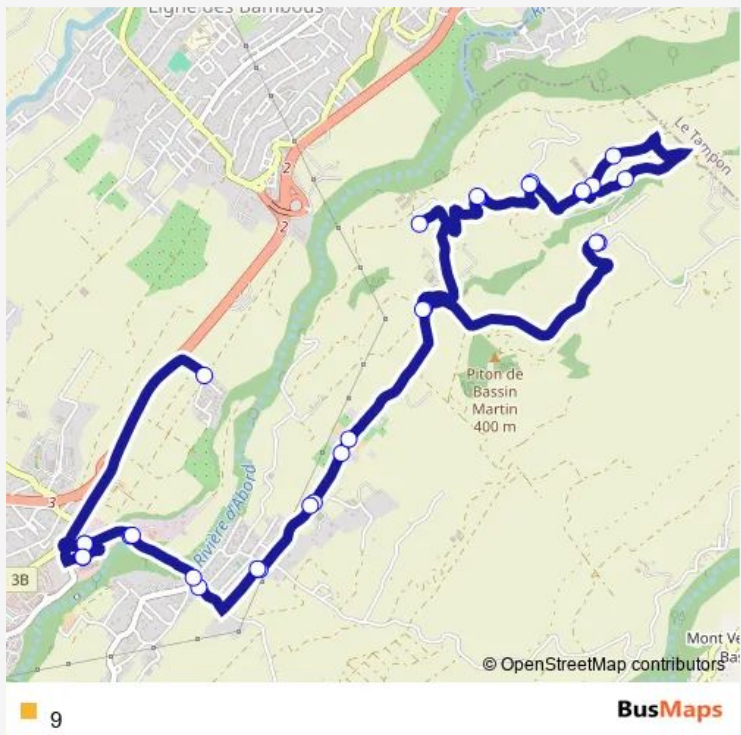 Ligne des Bambous
Le Tampon
2
2
Piton de
Bassin
Martin
400 m
Rivière d'Abord
3
3B
Mont Ve
Bas
© OpenStreetMap contributors
9
BusMaps